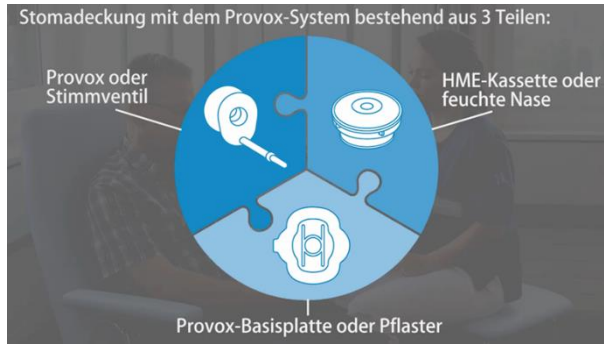 Stomadeckung mit dem Provox-System bestehend aus 3 Teilen:
Provox oder
Stimmventil
HME-Kassette oder
feuchte Nase
Provox-Basisplatte oder Pflaster